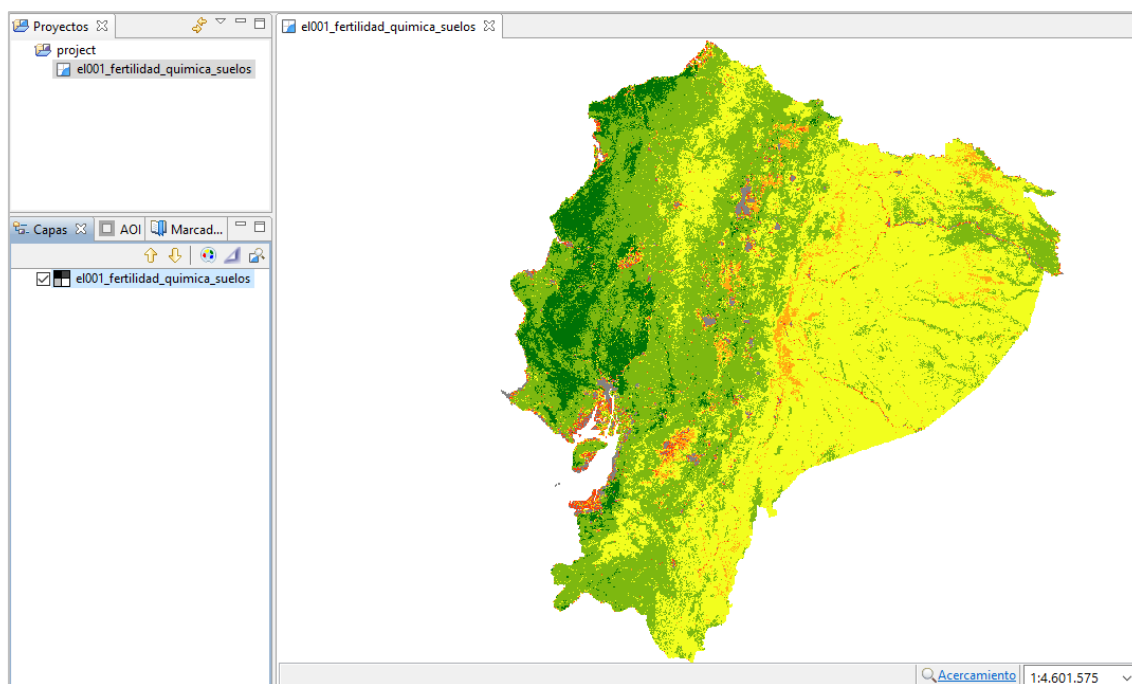 Proyectos
project
el001_fertilidad_quimica_suelos
Capas
AOI
Marcad...
el001_fertilidad_quimica_suelos
el001_fertilidad_quimica_suelos
Acercamiento
1:4.601.575